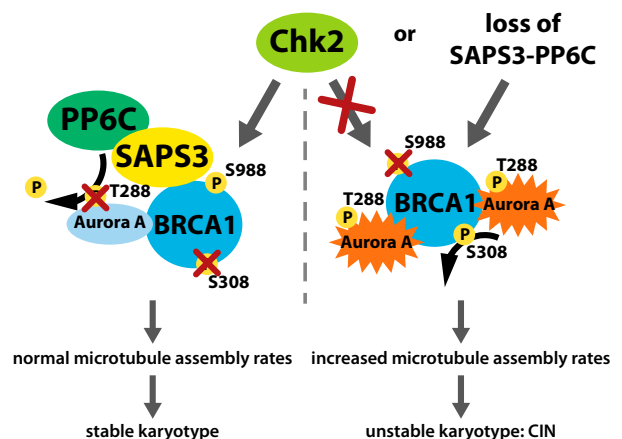 Chk2
or
loss of
SAPS3-PP6C
PP6C
SAPS3
S988
P
P
P
T288
Aurora A
BRCA1
P
S308
S988
P
T288
P
BRCA1
Aurora A
T288
P
Aurora A
P
S308
normal microtubule assembly rates
increased microtubule assembly rates
stable karyotype
unstable karyotype: CIN